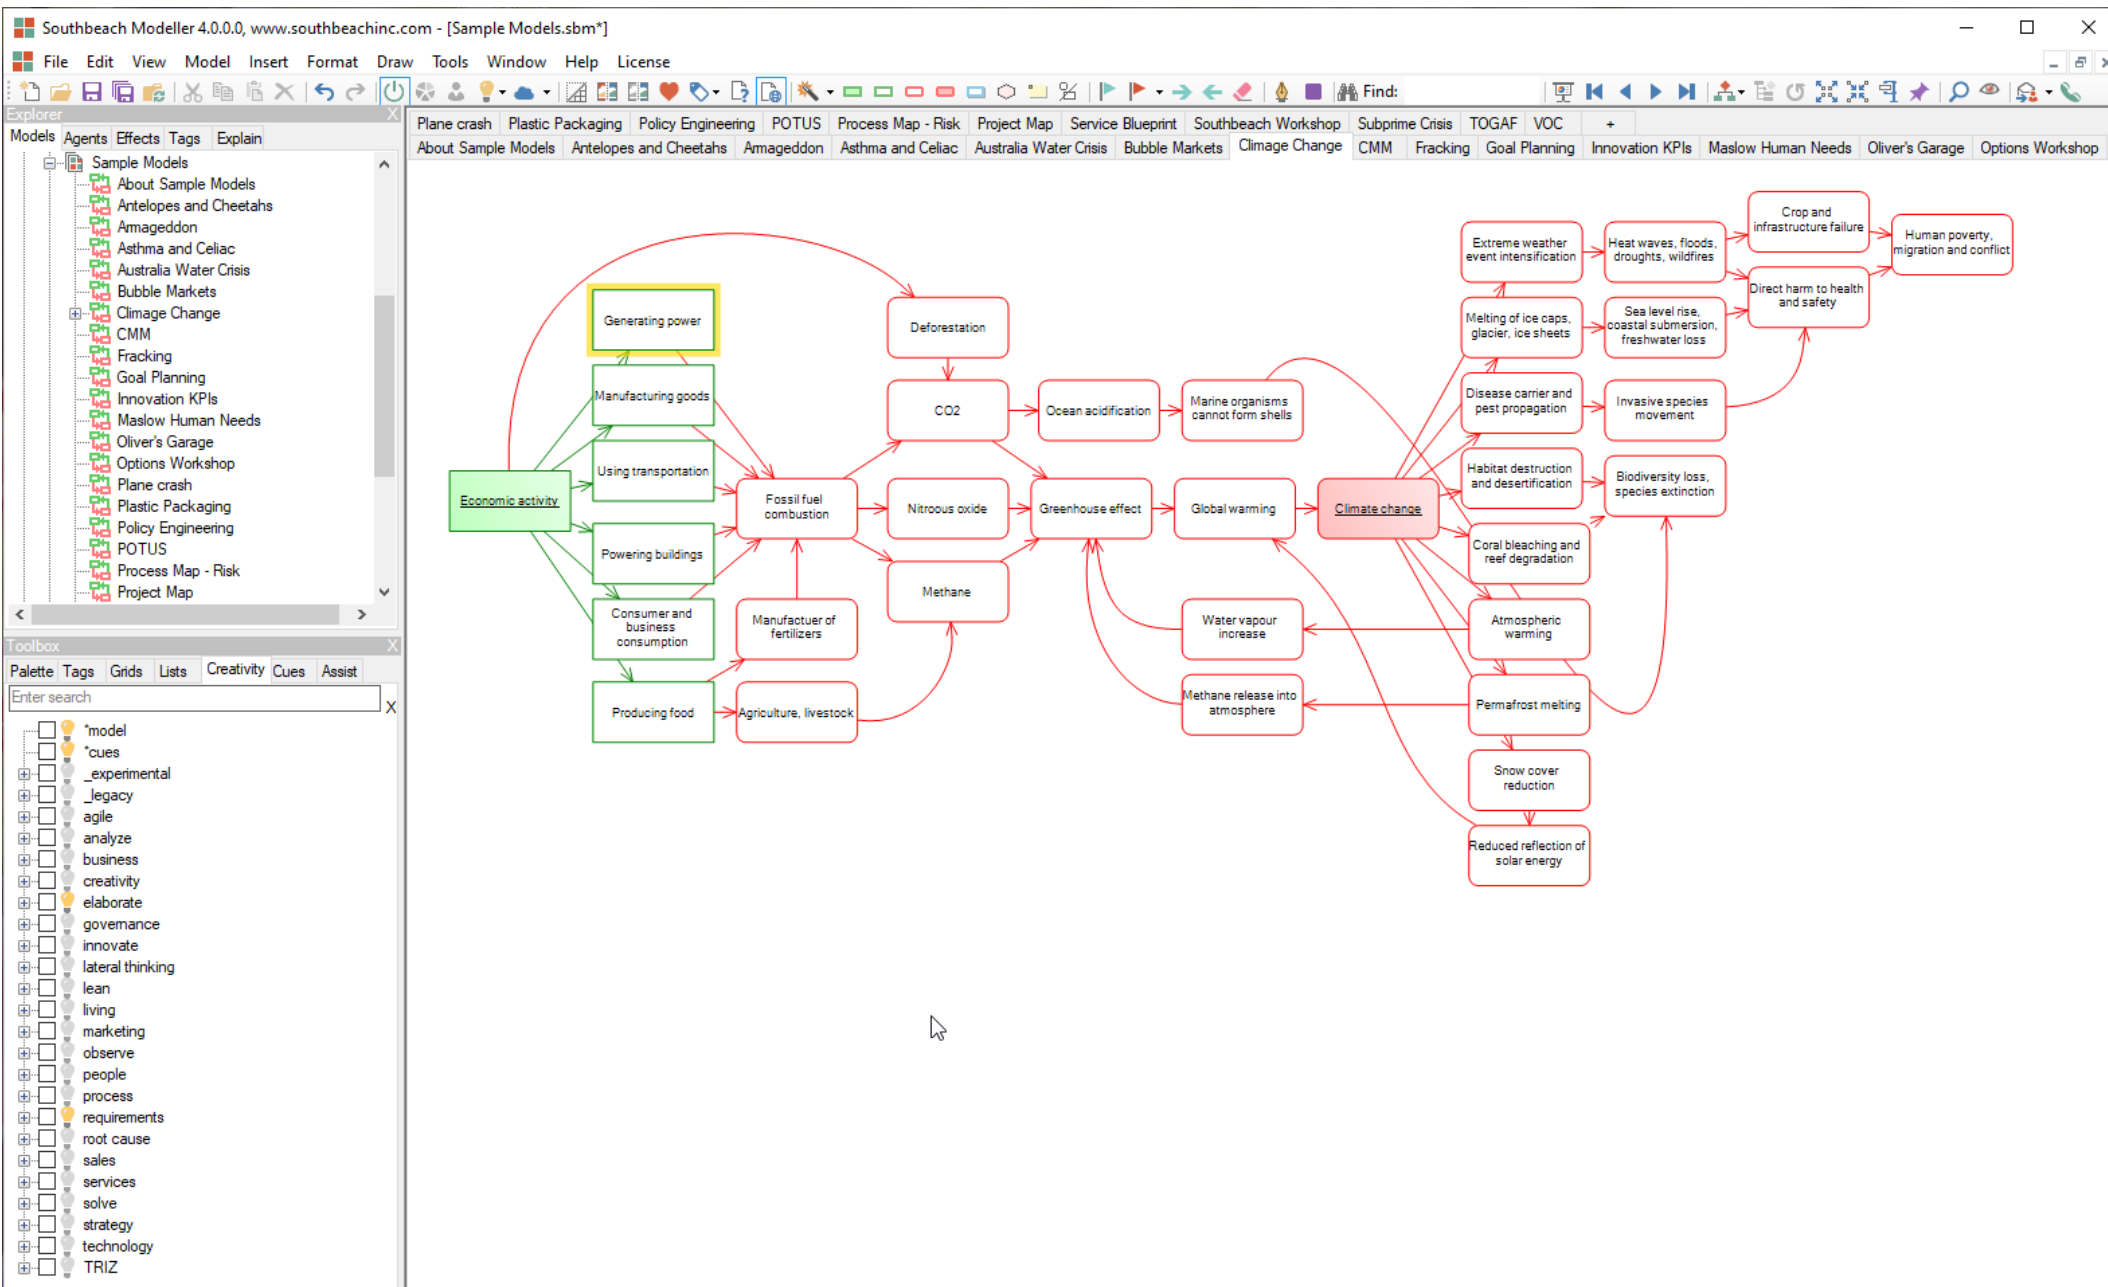 Southbeach Modeller 4.0.0.0, www.southbeachinc.com - [Sample Models.sbm*]
File Edit View Model Insert Format Draw Tools Window Help License
Find:
Explorer
Models Agents Effects Tags Explain
Sample Models
About Sample Models
Antelopes and Cheetahs
Armageddon
Asthma and Celiac
Australia Water Crisis
Bubble Markets
Climage Change
CMM
Fracking
Goal Planning
Innovation KPIs
Maslow Human Needs
Oliver's Garage
Options Workshop
Plane crash
Plastic Packaging
Policy Engineering
POTUS
Process Map - Risk
Project Map
Toolbox
Palette Tags Grids Lists Creativity Cues Assist
Enter search
X
*model
*cues
_experimental
_legacy
agile
analyze
business
creativity
elaborate
governance
innovate
lateral thinking
lean
living
marketing
observe
people
process
requirements
root cause
sales
services
solve
strategy
technology
TRIZ
Plane crash Plastic Packaging Policy Engineering POTUS Process Map - Risk Project Map Service Blueprint Southbeach Workshop Subprime Crisis TOGAF VOC +
About Sample Models Antelopes and Cheetahs Armageddon Asthma and Celiac Australia Water Crisis Bubble Markets Climage Change CMM Fracking Goal Planning Innovation KPIs Maslow Human Needs Oliver's Garage Options Workshop
Economic activity
Generating power
Manufacturing goods
Using transportation
Powering buildings
Consumer and
business
consumption
Producing food
Fossil fuel
combustion
Manufactuer of
fertilizers
Agriculture, livestock
Deforestation
CO2
Nitroous oxide
Methane
Ocean acidification
Marine organisms
cannot form shells
Greenhouse effect
Global warming
Climate change
Water vapour
increase
Methane release into
atmosphere
Extreme weather
event intensification
Melting of ice caps,
glacier, ice sheets
Disease carrier and
pest propagation
Habitat destruction
and desertification
Coral bleaching and
reef degradation
Atmospheric
warming
Permafrost melting
Snow cover
reduction
Reduced reflection of
solar energy
Heat waves, floods,
droughts, wildfires
Sea level rise,
coastal submersion,
freshwater loss
Invasive species
movement
Biodiversity loss,
species extinction
Crop and
infrastructure failure
Direct harm to health
and safety
Human poverty,
migration and conflict